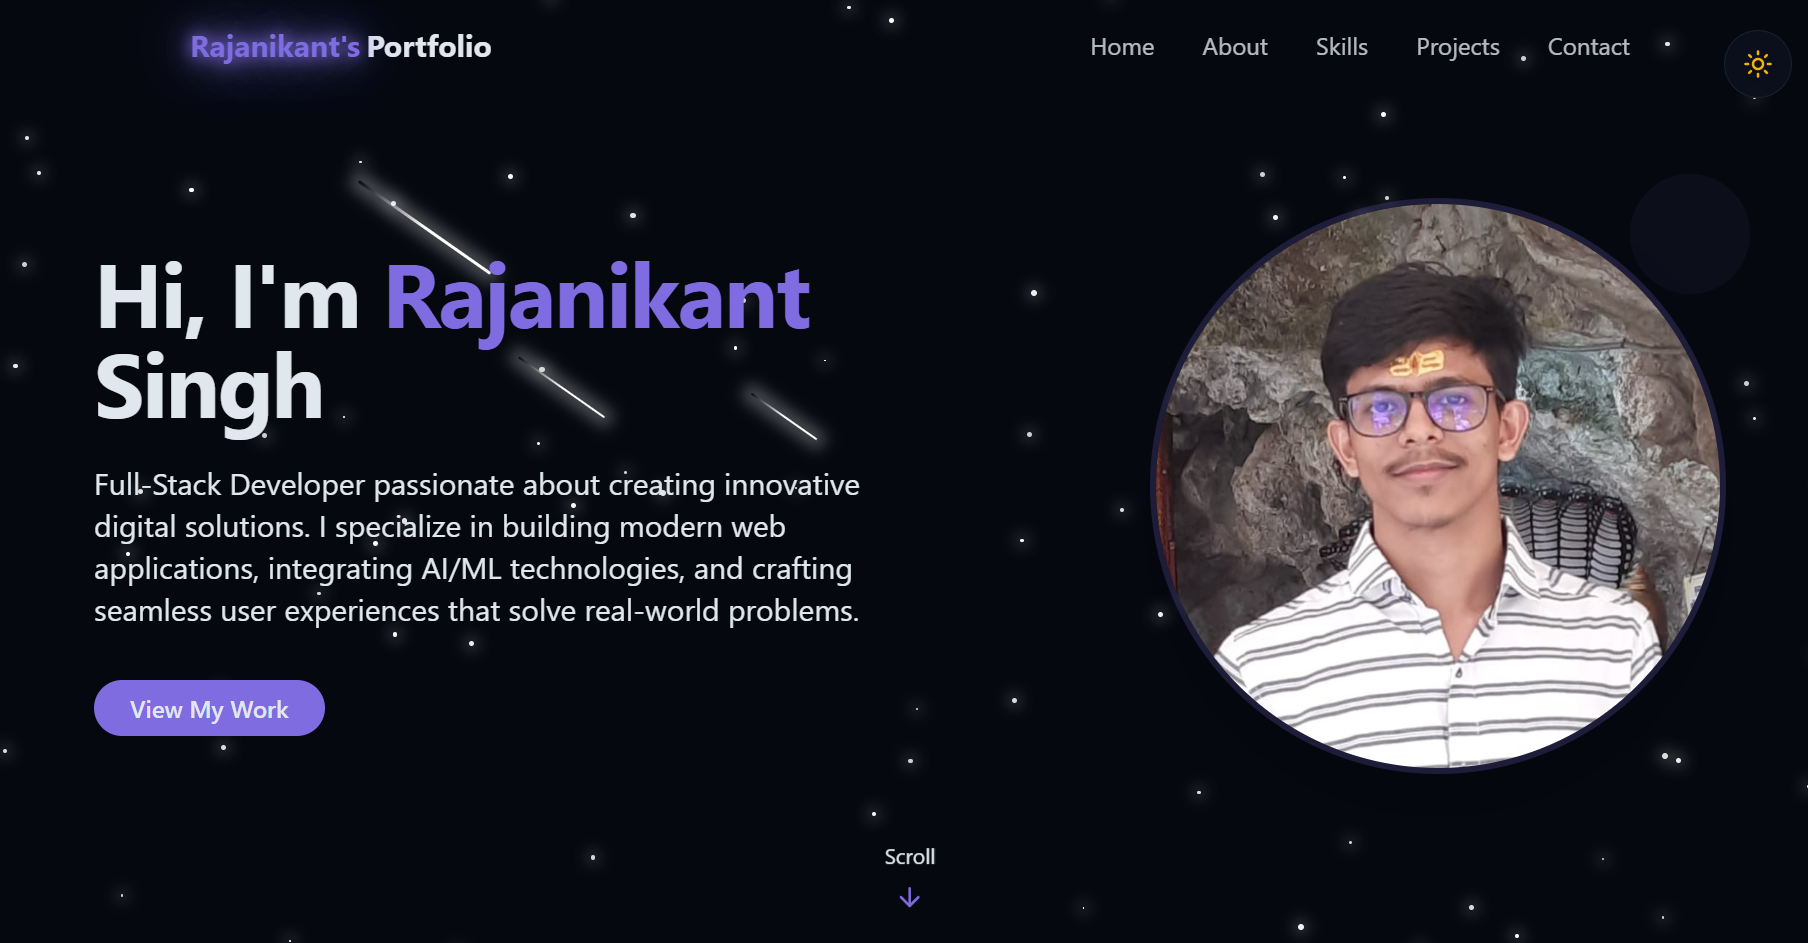 Rajanikant's Portfolio
Home
About
Skills
Projects
Contact
Hi, I'm Rajanikant
Singh
Full-Stack Developer passionate about creating innovative
digital solutions. I specialize in building modern web
applications, integrating AI/ML technologies, and crafting
seamless user experiences that solve real-world problems.
View My Work
Scroll